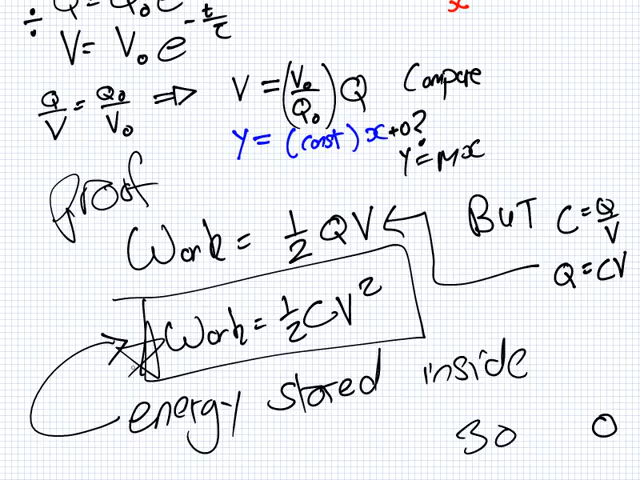 ÷ Q = Q₀e
x
V = V₀ e^(-t/τ)
Q/V = Q₀/V₀ ⇒ V = (V₀/Q₀) Q Compare
y = (const) x + 0?
y = mx
Proof
Work = 1/2 QV
BUT C = Q/V
Q = CV
Work = 1/2 CV²
energy stored inside
30 0